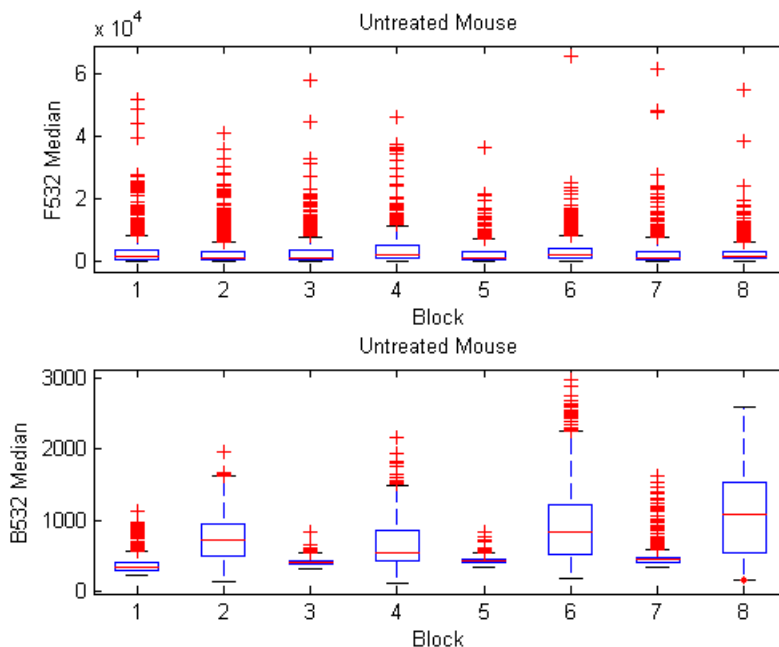 Untreated Mouse
x 10^4
6
4
2
0
F532 Median
1 2 3 4 5 6 7 8
Block
Untreated Mouse
3000
2000
1000
0
B532 Median
1 2 3 4 5 6 7 8
Block